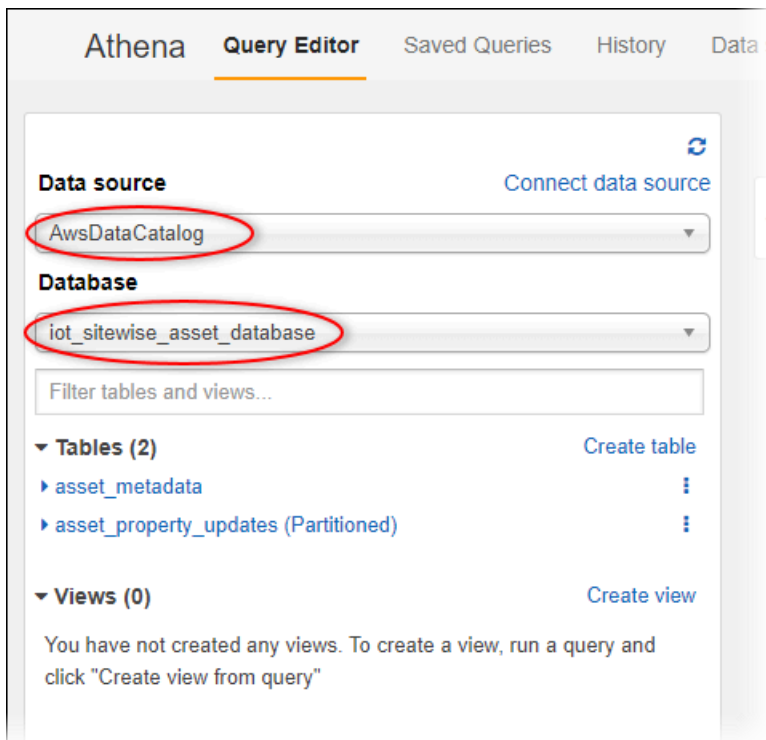 Athena Query Editor Saved Queries History Data
Data source Connect data source
AwsDataCatalog
Database
iot_sitewise_asset_database
Filter tables and views...
Tables (2) Create table
asset_metadata
asset_property_updates (Partitioned)
Views (0) Create view
You have not created any views. To create a view, run a query and
click "Create view from query"